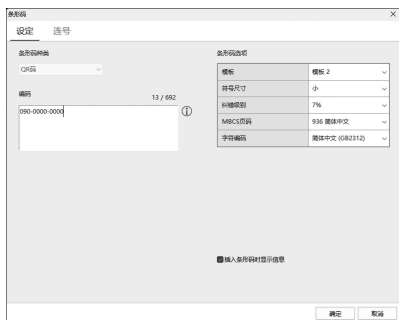 条形码
设定 连号
条形码种类
QR码
编码 13 / 692
090-0000-0000
条形码选项
模板 模板 2
符号尺寸 小
纠错级别 7%
MBCS页码 936 简体中文
字符编码 简体中文 (GB2312)
插入条形码时显示信息
确定 取消